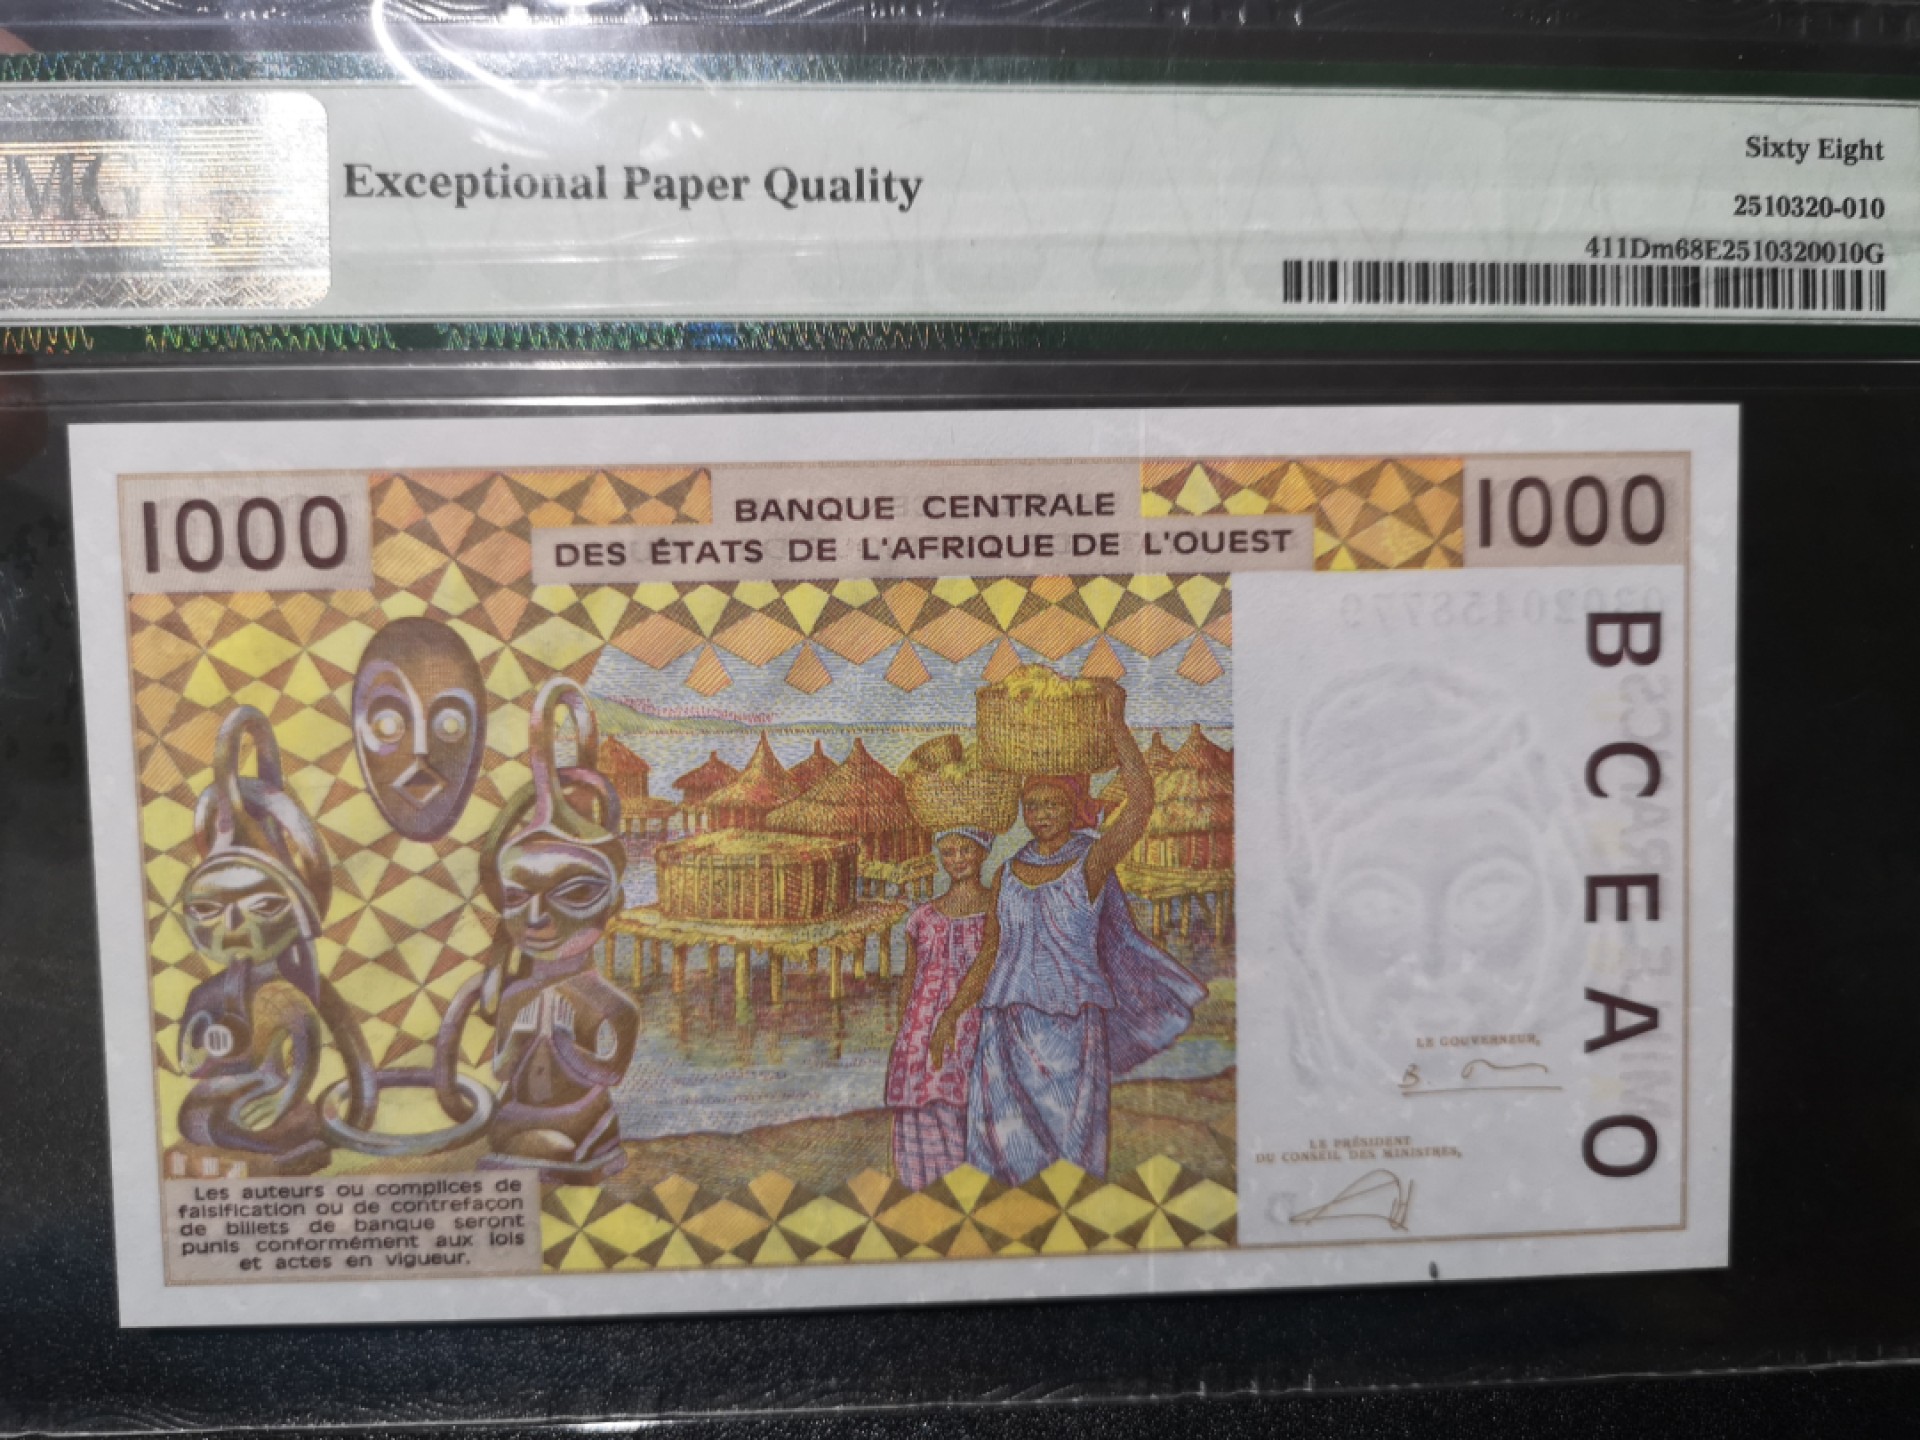 MG
Exceptional Paper Quality
Sixty Eight
2510320-010
411Dm68E2510320010G
1000
BANQUE CENTRALE
DES ÉTATS DE L'AFRIQUE DE L'OUEST
1000
BCEAO
LE GOUVERNEUR,
LE PRÉSIDENT
DU CONSEIL DES MINISTRES,
Les auteurs ou complices de
falsification ou de contrefaçon
de billets de banque seront
punis conformément aux lois
et actes en vigueur.